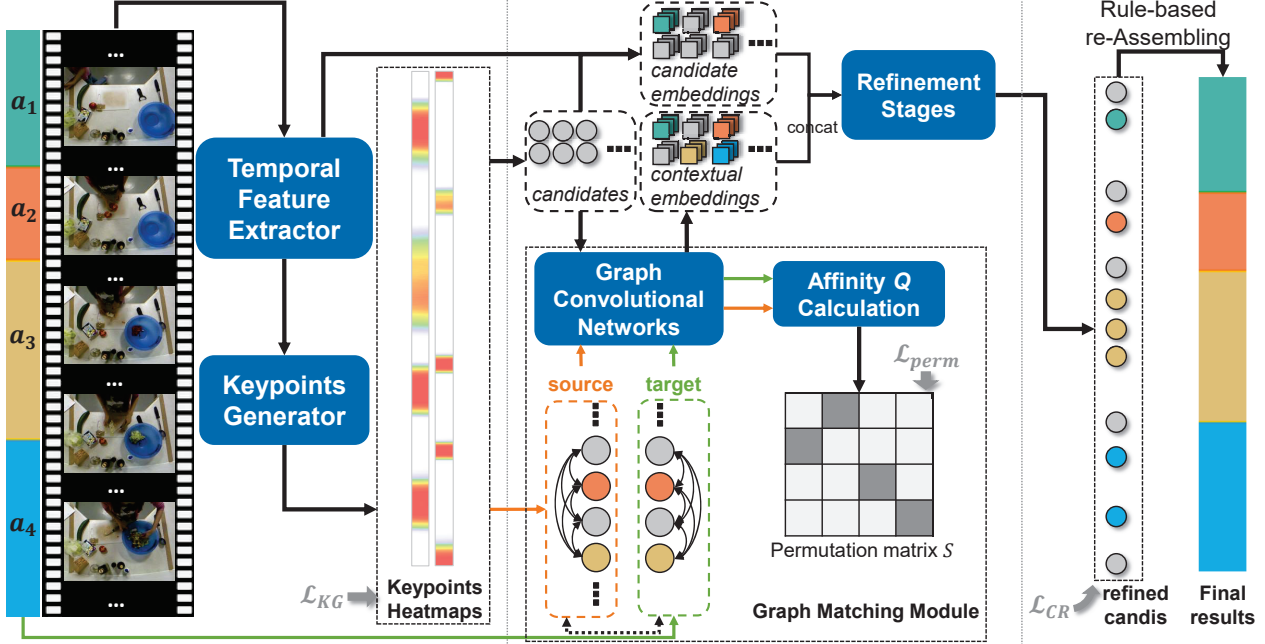 a1
a2
a3
a4
...
...
...
...
...
...
Temporal
Feature
Extractor
Keypoints
Generator
ℒKG
Keypoints
Heatmaps
candidates
candidate
embeddings
contextual
embeddings
concat
Refinement
Stages
Graph
Convolutional
Networks
Affinity Q
Calculation
source
target
ℒperm
Permutation matrix S
Graph Matching Module
Rule-based
re-Assembling
ℒCR
refined
candis
Final
results